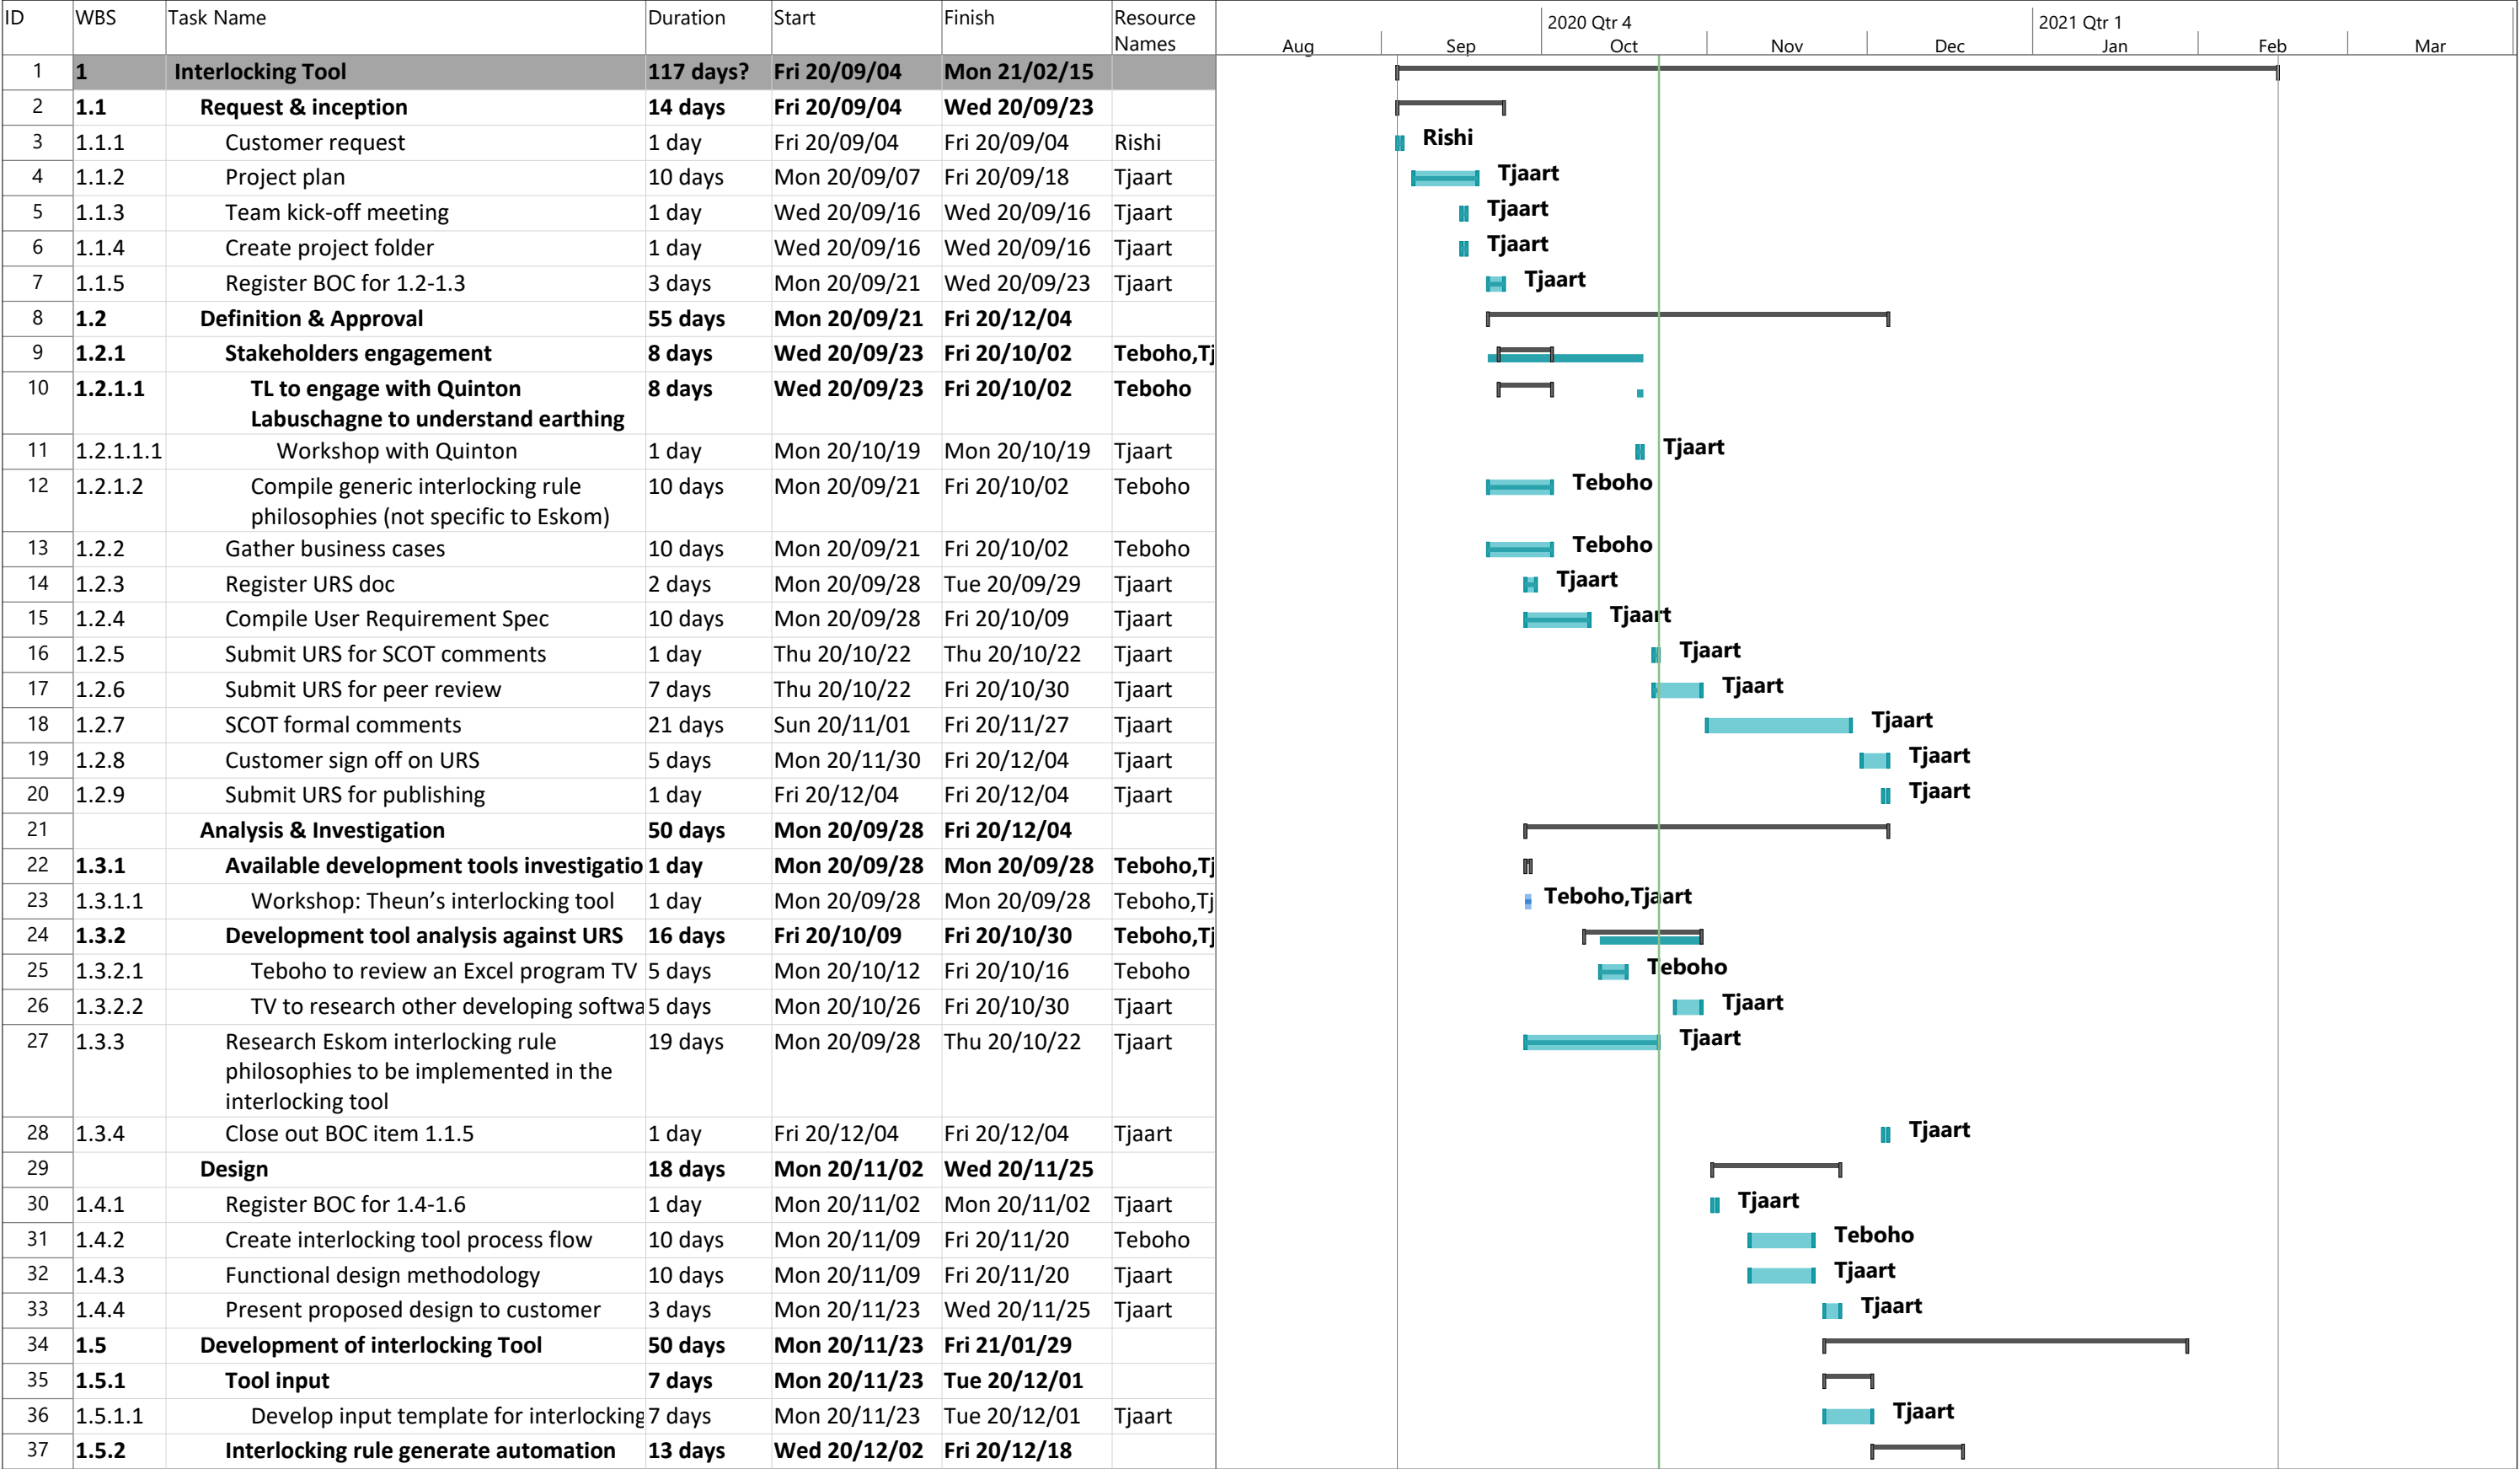 ID WBS Task Name Duration Start Finish Resource Names
2020 Qtr 4 2021 Qtr 1
Aug Sep Oct Nov Dec Jan Feb Mar
1 1 Interlocking Tool 117 days? Fri 20/09/04 Mon 21/02/15
2 1.1 Request & inception 14 days Fri 20/09/04 Wed 20/09/23
3 1.1.1 Customer request 1 day Fri 20/09/04 Fri 20/09/04 Rishi Rishi
4 1.1.2 Project plan 10 days Mon 20/09/07 Fri 20/09/18 Tjaart Tjaart
5 1.1.3 Team kick-off meeting 1 day Wed 20/09/16 Wed 20/09/16 Tjaart Tjaart
6 1.1.4 Create project folder 1 day Wed 20/09/16 Wed 20/09/16 Tjaart Tjaart
7 1.1.5 Register BOC for 1.2-1.3 3 days Mon 20/09/21 Wed 20/09/23 Tjaart Tjaart
8 1.2 Definition & Approval 55 days Mon 20/09/21 Fri 20/12/04
9 1.2.1 Stakeholders engagement 8 days Wed 20/09/23 Fri 20/10/02 Teboho,Tj
10 1.2.1.1 TL to engage with Quinton 8 days Wed 20/09/23 Fri 20/10/02 Teboho
Labuschagne to understand earthing
11 1.2.1.1.1 Workshop with Quinton 1 day Mon 20/10/19 Mon 20/10/19 Tjaart Tjaart
12 1.2.1.2 Compile generic interlocking rule 10 days Mon 20/09/21 Fri 20/10/02 Teboho Teboho
philosophies (not specific to Eskom)
13 1.2.2 Gather business cases 10 days Mon 20/09/21 Fri 20/10/02 Teboho Teboho
14 1.2.3 Register URS doc 2 days Mon 20/09/28 Tue 20/09/29 Tjaart Tjaart
15 1.2.4 Compile User Requirement Spec 10 days Mon 20/09/28 Fri 20/10/09 Tjaart Tjaart
16 1.2.5 Submit URS for SCOT comments 1 day Thu 20/10/22 Thu 20/10/22 Tjaart Tjaart
17 1.2.6 Submit URS for peer review 7 days Thu 20/10/22 Fri 20/10/30 Tjaart Tjaart
18 1.2.7 SCOT formal comments 21 days Sun 20/11/01 Fri 20/11/27 Tjaart Tjaart
19 1.2.8 Customer sign off on URS 5 days Mon 20/11/30 Fri 20/12/04 Tjaart Tjaart
20 1.2.9 Submit URS for publishing 1 day Fri 20/12/04 Fri 20/12/04 Tjaart Tjaart
21 Analysis & Investigation 50 days Mon 20/09/28 Fri 20/12/04
22 1.3.1 Available development tools investigatio 1 day Mon 20/09/28 Mon 20/09/28 Teboho,Tj
23 1.3.1.1 Workshop: Theun’s interlocking tool 1 day Mon 20/09/28 Mon 20/09/28 Teboho,Tj Teboho,Tjaart
24 1.3.2 Development tool analysis against URS 16 days Fri 20/10/09 Fri 20/10/30 Teboho,Tj
25 1.3.2.1 Teboho to review an Excel program TV 5 days Mon 20/10/12 Fri 20/10/16 Teboho Teboho
26 1.3.2.2 TV to research other developing softwa 5 days Mon 20/10/26 Fri 20/10/30 Tjaart Tjaart
27 1.3.3 Research Eskom interlocking rule 19 days Mon 20/09/28 Thu 20/10/22 Tjaart Tjaart
philosophies to be implemented in the
interlocking tool
28 1.3.4 Close out BOC item 1.1.5 1 day Fri 20/12/04 Fri 20/12/04 Tjaart Tjaart
29 Design 18 days Mon 20/11/02 Wed 20/11/25
30 1.4.1 Register BOC for 1.4-1.6 1 day Mon 20/11/02 Mon 20/11/02 Tjaart Tjaart
31 1.4.2 Create interlocking tool process flow 10 days Mon 20/11/09 Fri 20/11/20 Teboho Teboho
32 1.4.3 Functional design methodology 10 days Mon 20/11/09 Fri 20/11/20 Tjaart Tjaart
33 1.4.4 Present proposed design to customer 3 days Mon 20/11/23 Wed 20/11/25 Tjaart Tjaart
34 1.5 Development of interlocking Tool 50 days Mon 20/11/23 Fri 21/01/29
35 1.5.1 Tool input 7 days Mon 20/11/23 Tue 20/12/01
36 1.5.1.1 Develop input template for interlocking 7 days Mon 20/11/23 Tue 20/12/01 Tjaart Tjaart
37 1.5.2 Interlocking rule generate automation 13 days Wed 20/12/02 Fri 20/12/18